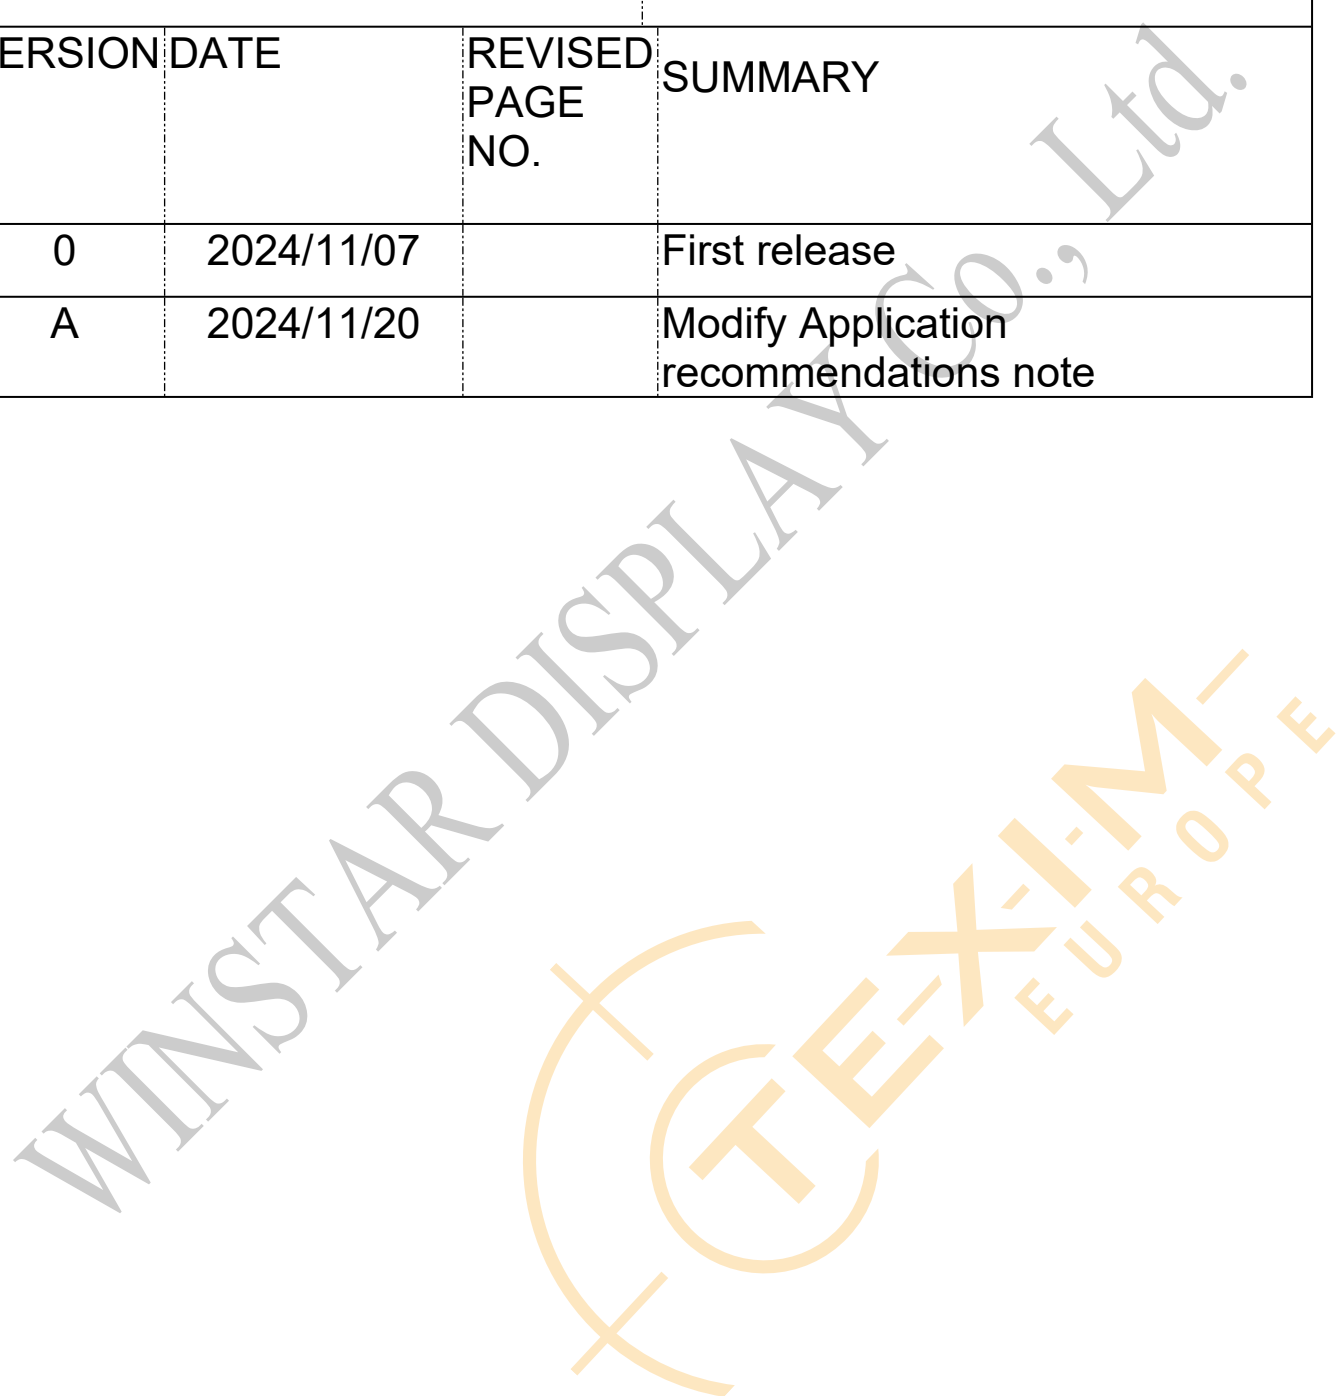 ERSION DATE REVISED PAGE NO. SUMMARY
0 2024/11/07 First release
A 2024/11/20 Modify Application
recommendations note
WINSTAR DISPLAY Co., Ltd.
TEXIM
EUROPE